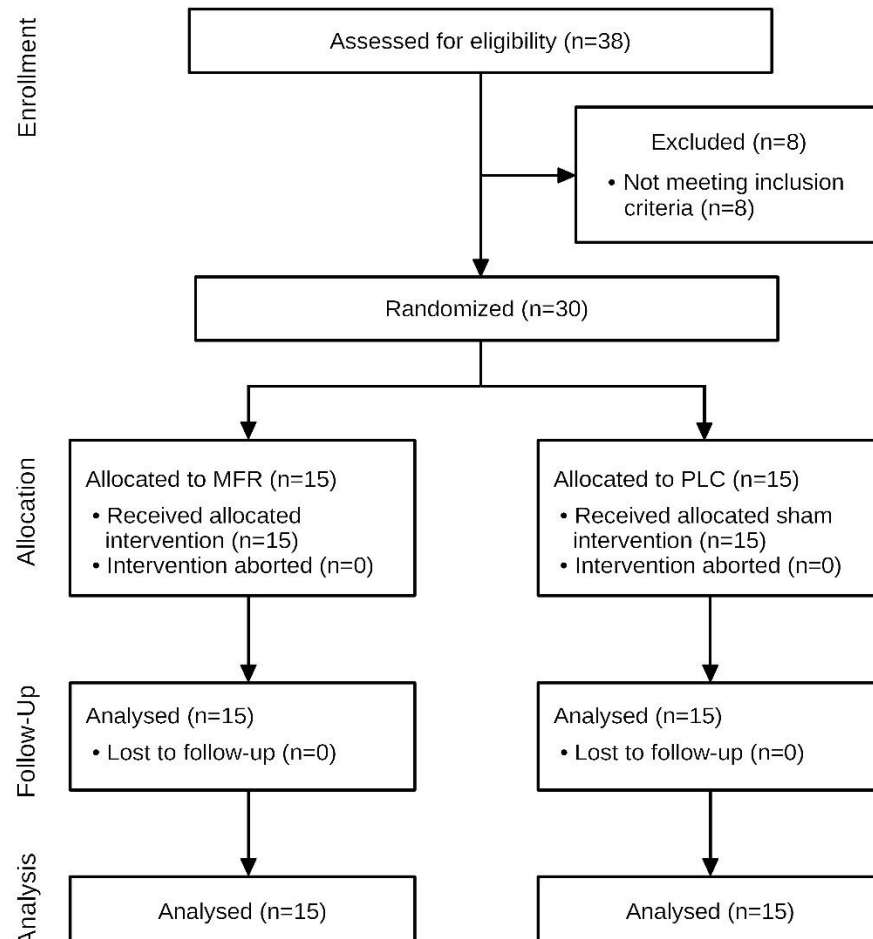 Enrollment
Assessed for eligibility (n=38)
Excluded (n=8)
• Not meeting inclusion
criteria (n=8)
Randomized (n=30)
Allocation
Allocated to MFR (n=15)
• Received allocated
intervention (n=15)
• Intervention aborted (n=0)
Allocated to PLC (n=15)
• Received allocated sham
intervention (n=15)
• Intervention aborted (n=0)
Follow-Up
Analysed (n=15)
• Lost to follow-up (n=0)
Analysed (n=15)
• Lost to follow-up (n=0)
Analysis
Analysed (n=15)
Analysed (n=15)